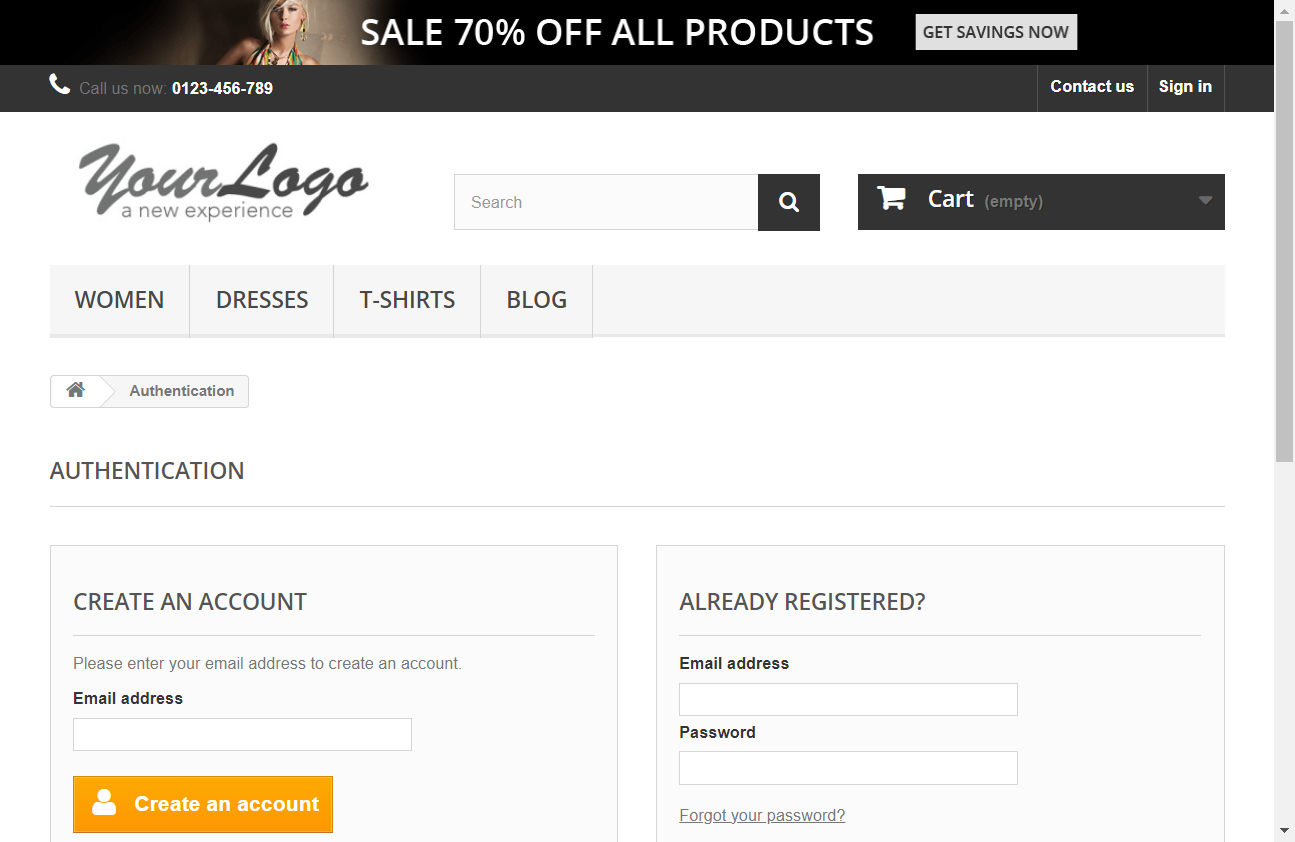 SALE 70% OFF ALL PRODUCTS
GET SAVINGS NOW
Call us now: 0123-456-789
Contact us
Sign in
Your Logo
a new experience
Search
Cart (empty)
WOMEN
DRESSES
T-SHIRTS
BLOG
Authentication
AUTHENTICATION
CREATE AN ACCOUNT
Please enter your email address to create an account.
Email address
Create an account
ALREADY REGISTERED?
Email address
Password
Forgot your password?